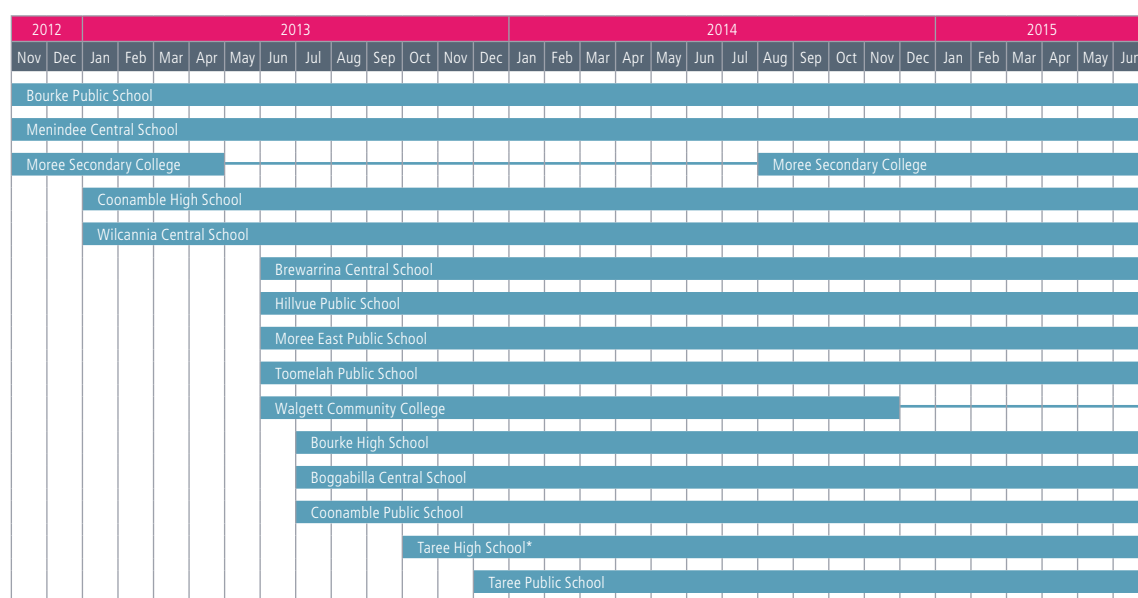 2012 2013 2014 2015
Nov Dec Jan Feb Mar Apr May Jun Jul Aug Sep Oct Nov Dec Jan Feb Mar Apr May Jun Jul Aug Sep Oct Nov Dec Jan Feb Mar Apr May Jun
Bourke Public School
Menindee Central School
Moree Secondary College Moree Secondary College
Coonamble High School
Wilcannia Central School
Brewarrina Central School
Hillvue Public School
Moree East Public School
Toomelah Public School
Walgett Community College
Bourke High School
Boggabilla Central School
Coonamble Public School
Taree High School*
Taree Public School